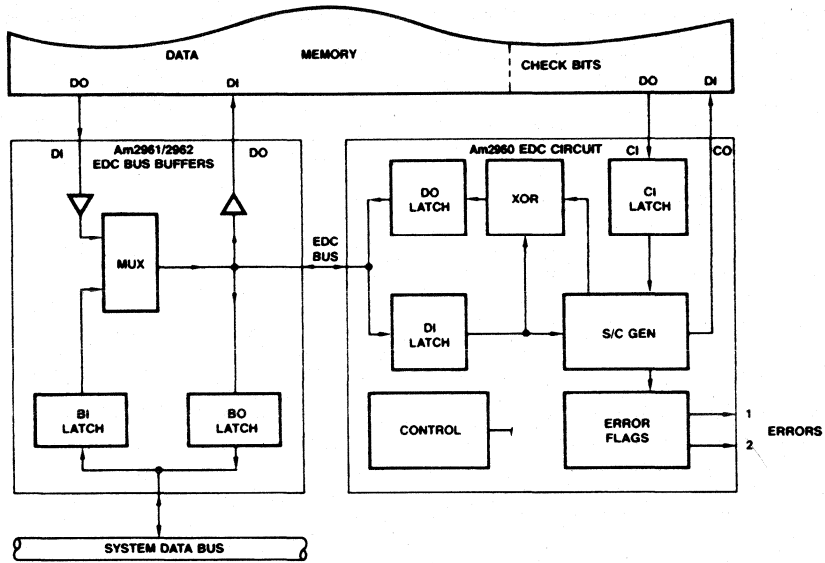 DATA MEMORY
CHECK BITS
DO DI DO DI
Am2961/2962
EDC BUS BUFFERS
DI DO
Am2960 EDC CIRCUIT
CI CO
DO
LATCH
XOR
CI
LATCH
MUX
EDC
BUS
DI
LATCH
S/C GEN
BI
LATCH
BO
LATCH
CONTROL
ERROR
FLAGS
1
2
ERRORS
SYSTEM DATA BUS